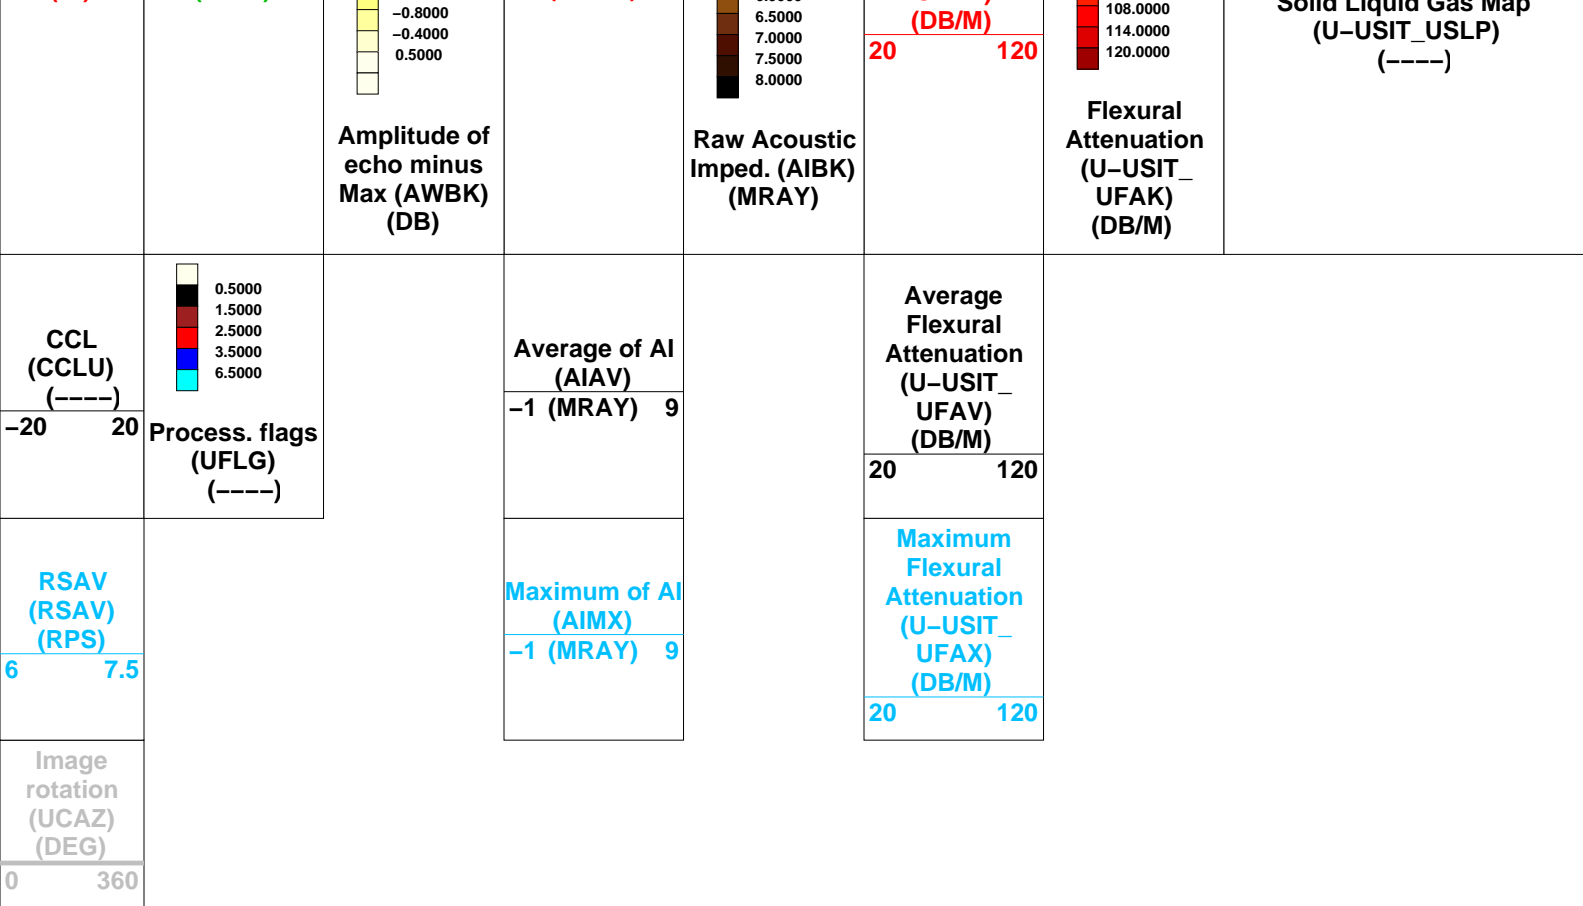 −0.8000
−0.4000
0.5000
Amplitude of
echo minus
Max (AWBK)
(DB)
6.5000
7.0000
7.5000
8.0000
Raw Acoustic
Imped. (AIBK)
(MRAY)
(DB/M)
20 120
108.0000
114.0000
120.0000
Flexural
Attenuation
(U−USIT_
UFAK)
(DB/M)
Solid Liquid Gas Map
(U−USIT_USLP)
(−−−−)
CCL
(CCLU)
(−−−−)
−20 20
0.5000
1.5000
2.5000
3.5000
6.5000
Process. flags
(UFLG)
(−−−−)
Average of AI
(AIAV)
−1 (MRAY) 9
Average
Flexural
Attenuation
(U−USIT_
UFAV)
(DB/M)
20 120
RSAV
(RSAV)
(RPS)
6 7.5
Maximum of AI
(AIMX)
−1 (MRAY) 9
Maximum
Flexural
Attenuation
(U−USIT_
UFAX)
(DB/M)
20 120
Image
rotation
(UCAZ)
(DEG)
0 360